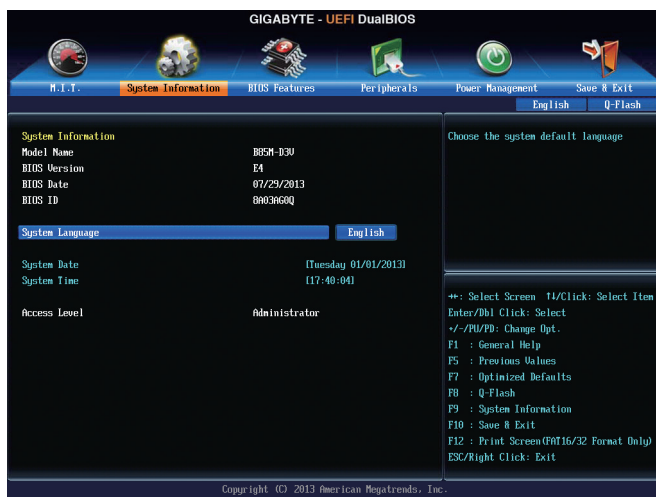 GIGABYTE - UEFI DualBIOS
M.I.T.
System Information
BIOS Features
Peripherals
Power Management
Save & Exit
English
Q-Flash
System Information
Model Name B85M-D3V
BIOS Version E4
BIOS Date 07/29/2013
BIOS ID 8A03AG0Q
System Language English
System Date [Tuesday 01/01/2013]
System Time [17:40:04]
Access Level Administrator
Choose the system default language
→←: Select Screen ↑↓/Click: Select Item
Enter/Dbl Click: Select
+/-/PU/PD: Change Opt.
F1 : General Help
F5 : Previous Values
F7 : Optimized Defaults
F8 : Q-Flash
F9 : System Information
F10 : Save & Exit
F12 : Print Screen(FAT16/32 Format Only)
ESC/Right Click: Exit
Copyright (C) 2013 American Megatrends, Inc.